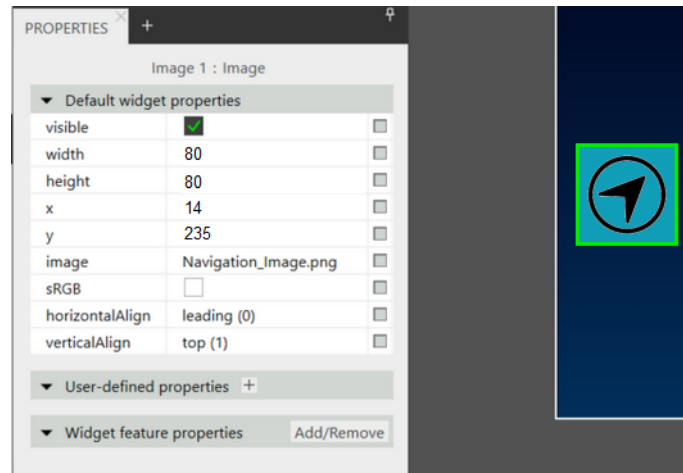 PROPERTIES
Image 1 : Image
Default widget properties
visible
width 80
height 80
x 14
y 235
image Navigation_Image.png
sRGB
horizontalAlign leading (0)
verticalAlign top (1)
User-defined properties +
Widget feature properties Add/Remove